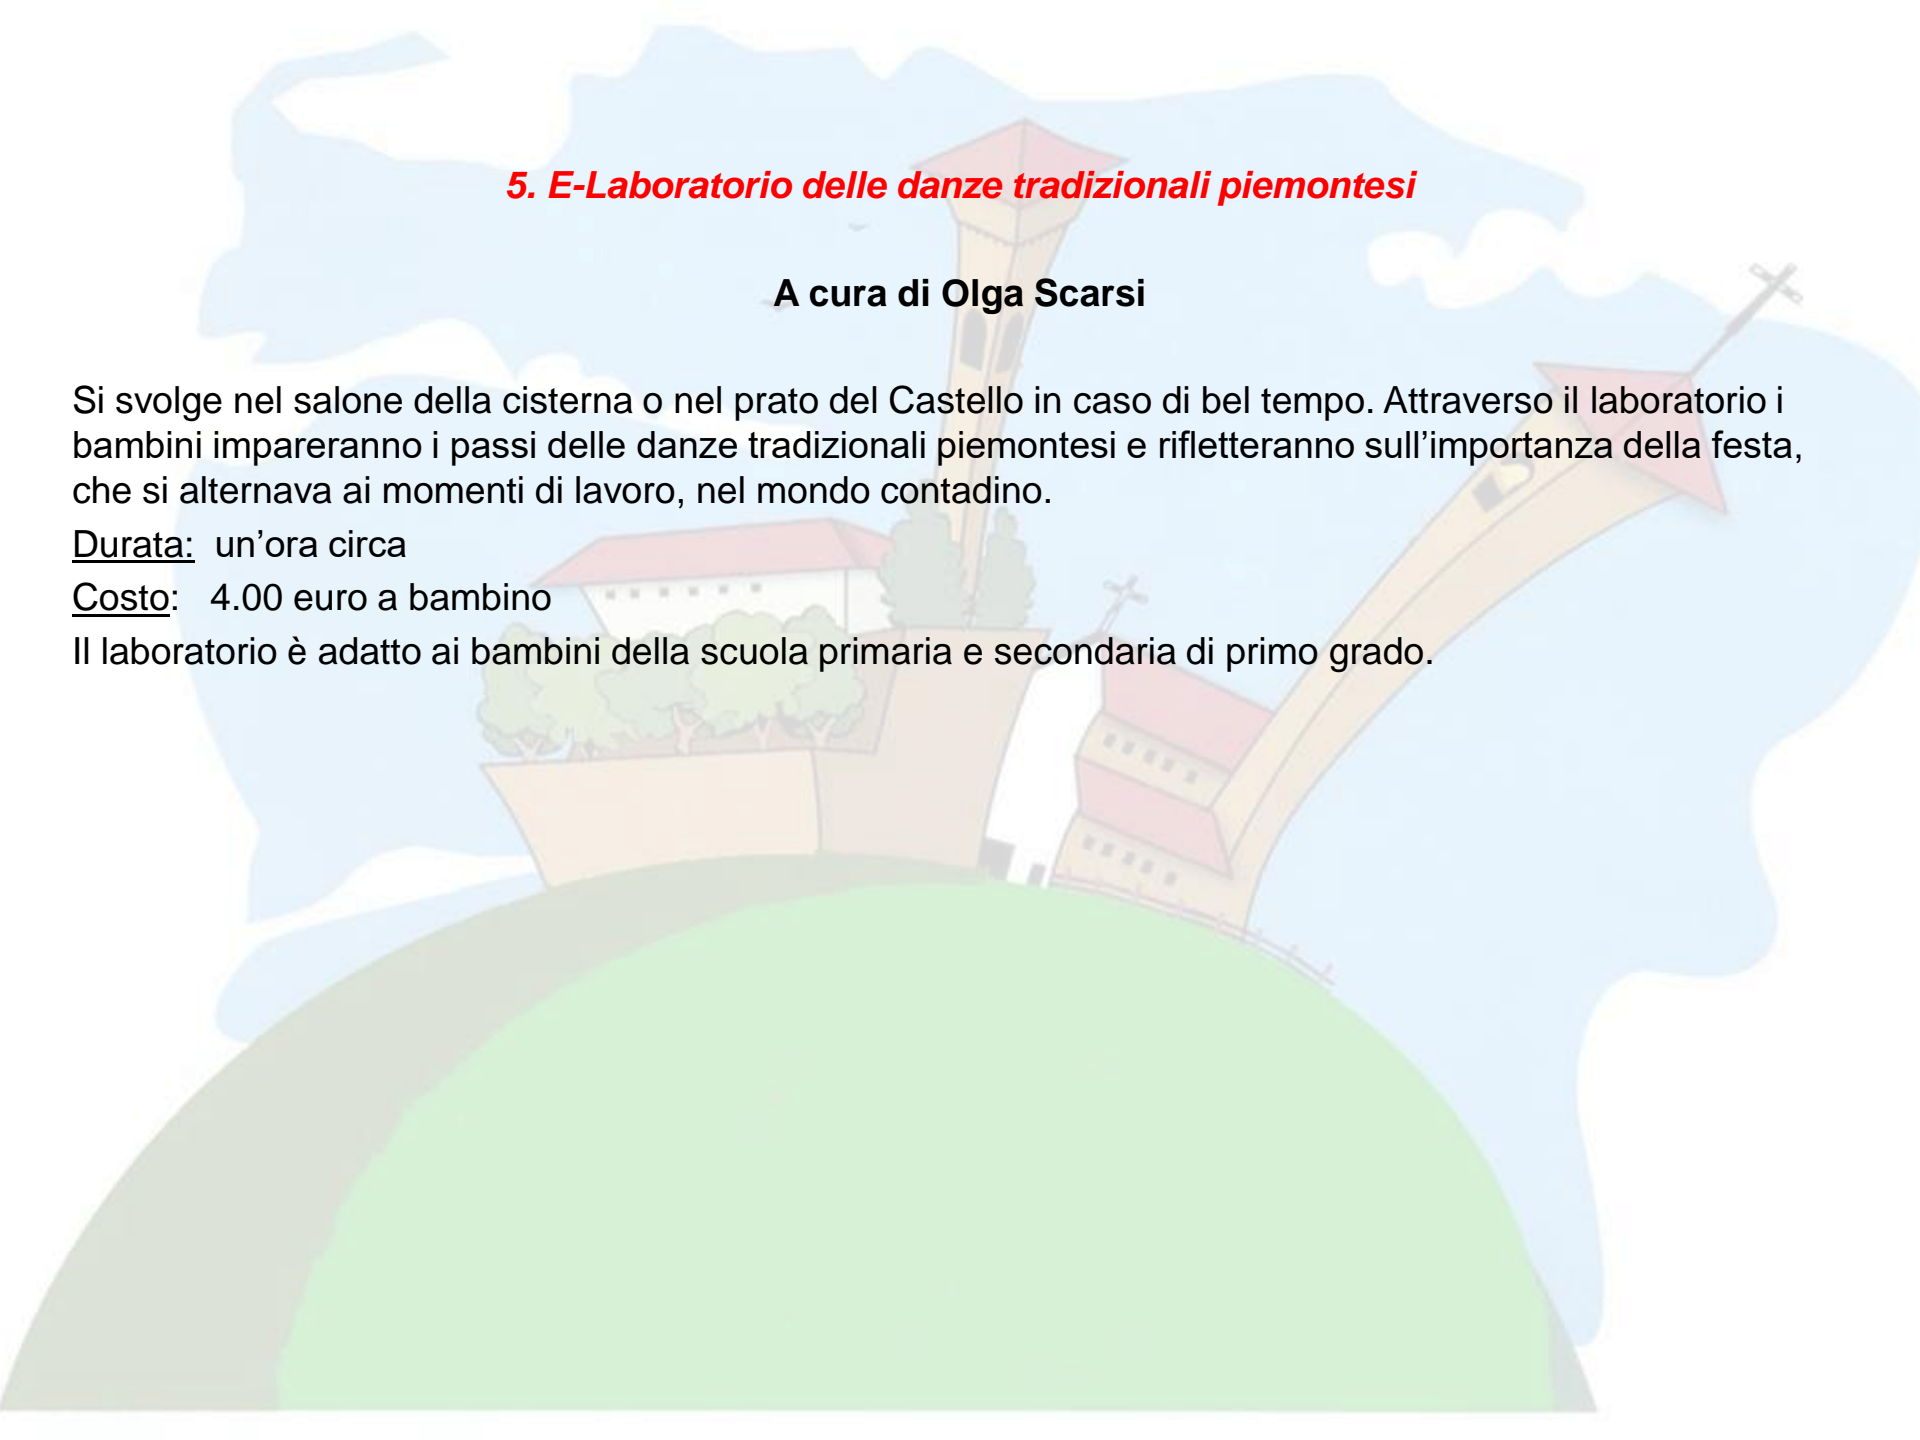 5. E-Laboratorio delle danze tradizionali piemontesi
A cura di Olga Scarsi
Si svolge nel salone della cisterna o nel prato del Castello in caso di bel tempo. Attraverso il laboratorio i
bambini impareranno i passi delle danze tradizionali piemontesi e rifletteranno sull’importanza della festa,
che si alternava ai momenti di lavoro, nel mondo contadino.
Durata: un’ora circa
Costo: 4.00 euro a bambino
Il laboratorio è adatto ai bambini della scuola primaria e secondaria di primo grado.